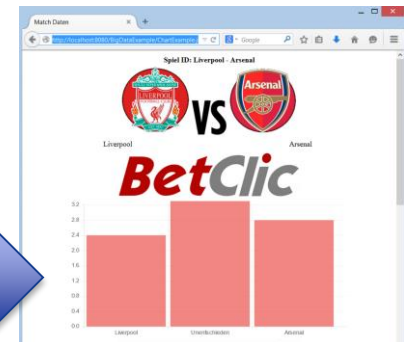 Match Daten
http://localhost:8080/BigDataExample/ChartExample/
Google
Spiel ID: Liverpool - Arsenal
LIVERPOOL
Arsenal
VS
Liverpool
Arsenal
BetClic
3.2
2.8
2.4
2.0
1.6
1.2
0.8
0.4
0.0
Liverpool
Unentschieden
Arsenal